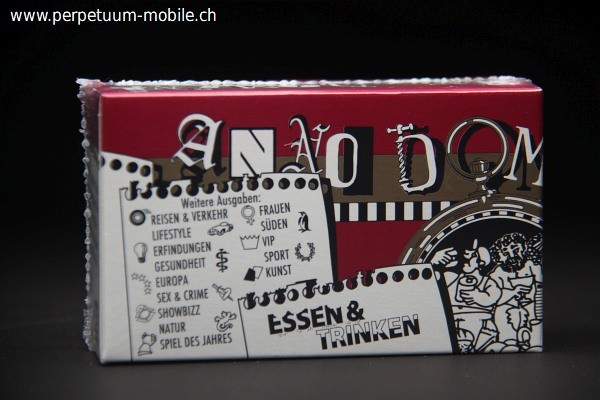 www.perpetuum-mobile.ch
ANNO DOM
Weitere Ausgaben:
REISEN & VERKEHR
LIFESTYLE
ERFINDUNGEN
GESUNDHEIT
EUROPA
SEX & CRIME
SHOWBIZZ
NATUR
SPIEL DES JAHRES
FRAUEN
SÜDEN
VIP
SPORT
KUNST
ESSEN &
TRINKEN